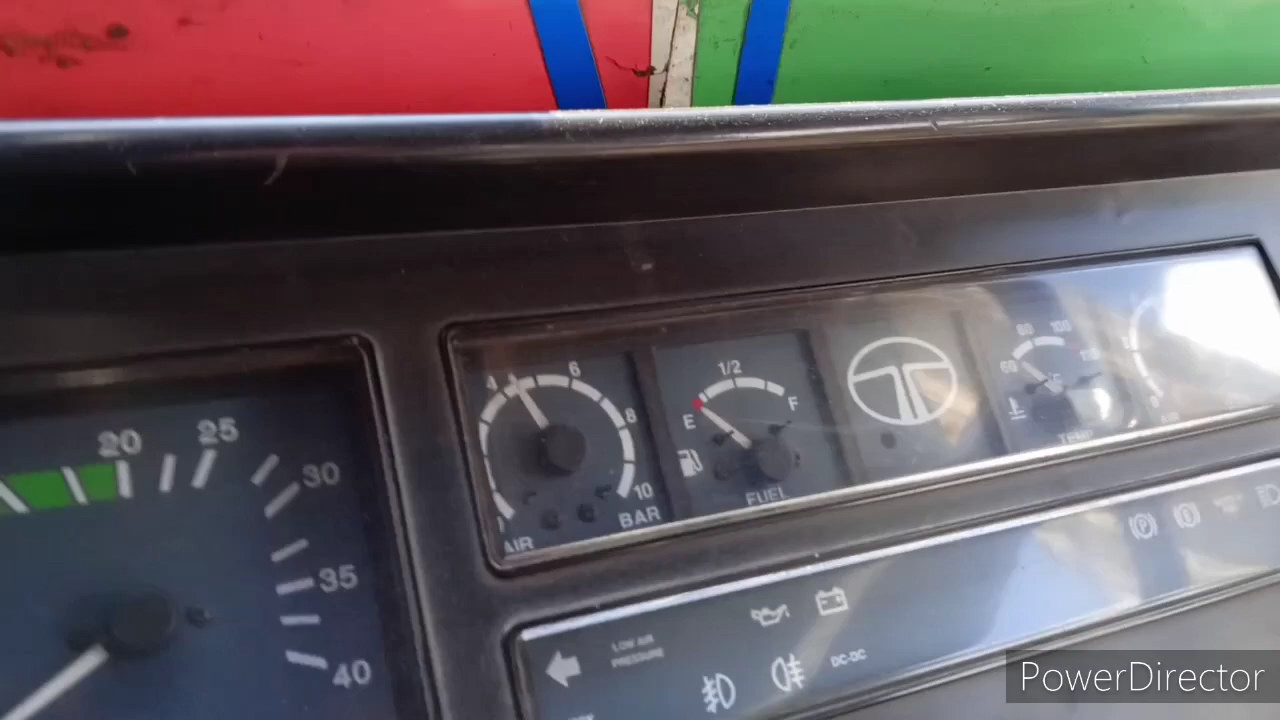 20
25
30
35
40
4
6
8
10
BAR
AIR
1/2
E
F
FUEL
60
80
100
TEMP
LOW AIR
PRESSURE
DC-DC
PowerDirector